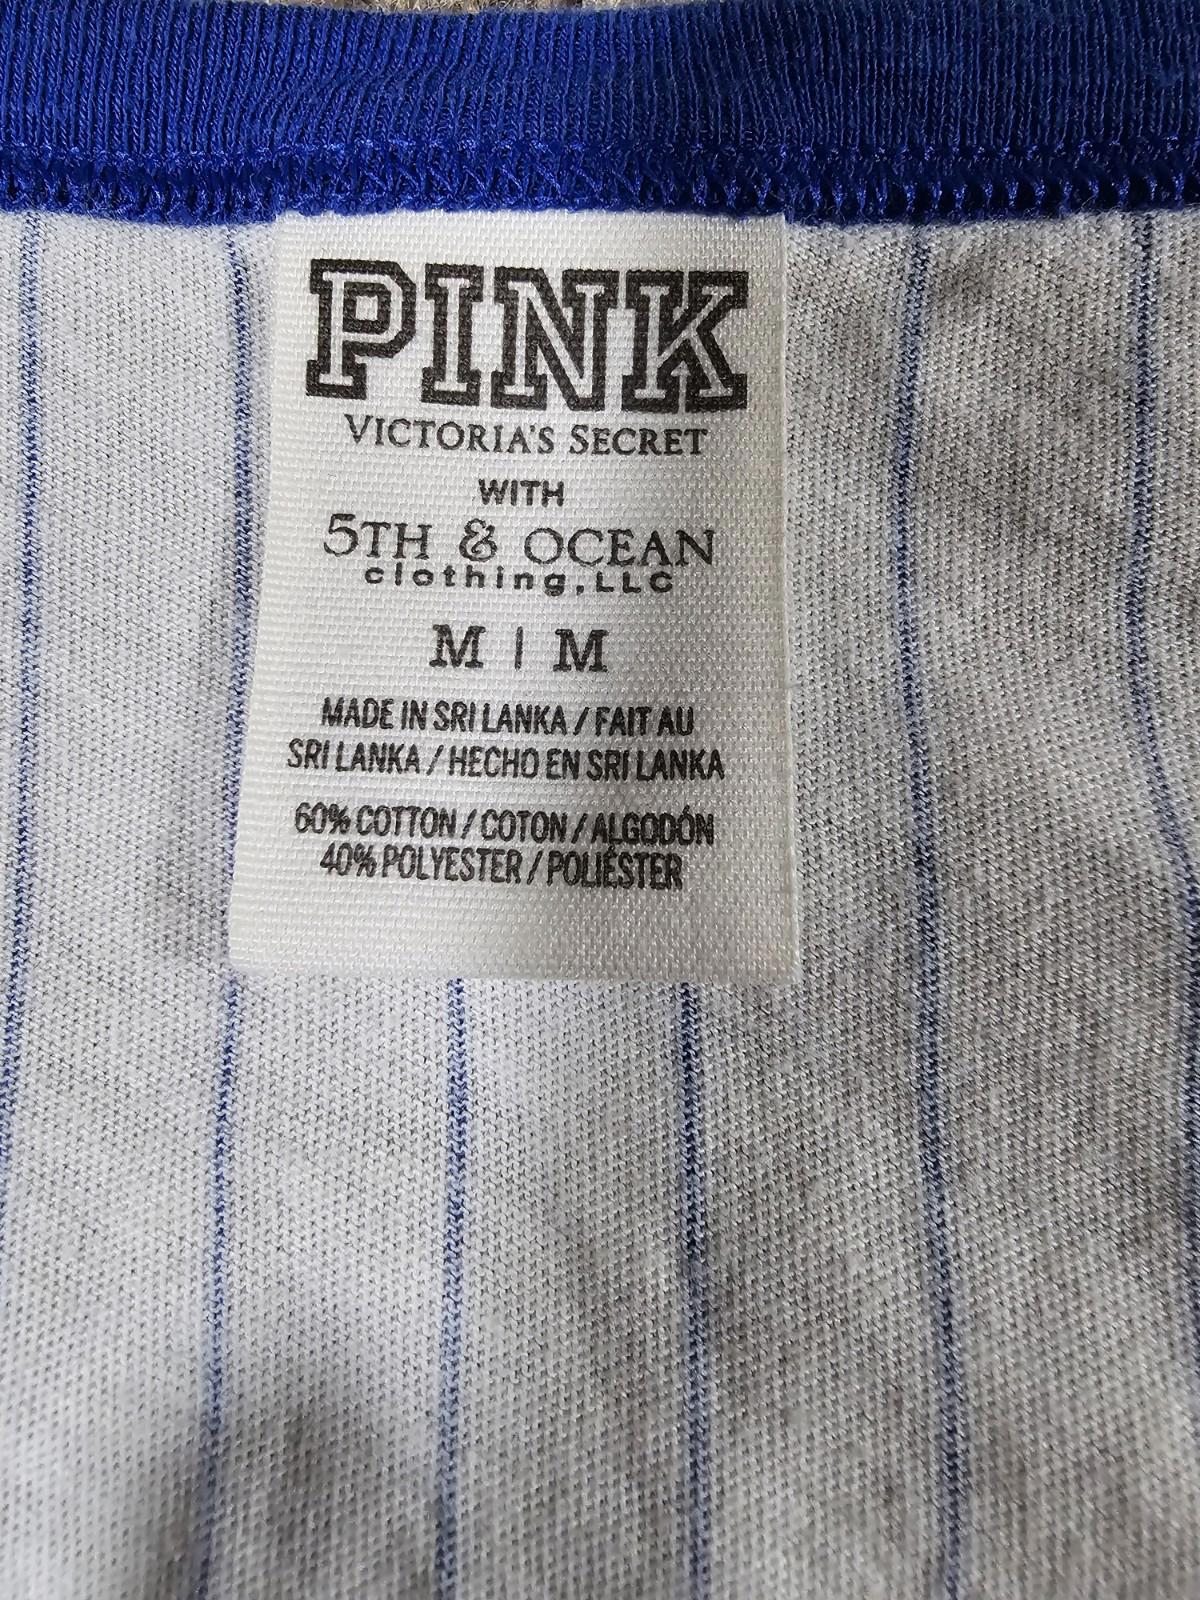 PINK
VICTORIA'S SECRET
WITH
5TH & OCEAN
clothing, LLC
M | M
MADE IN SRI LANKA / FAIT AU
SRI LANKA / HECHO EN SRI LANKA
60% COTTON / COTON / ALGODÓN
40% POLYESTER / POLIÉSTER